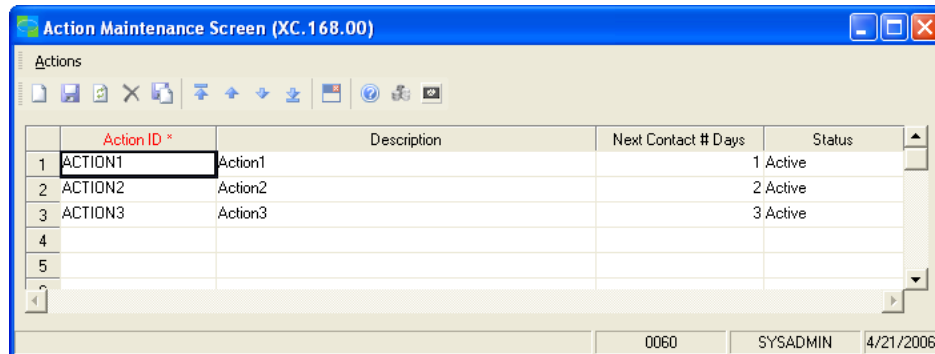 Action Maintenance Screen (XC.168.00)
Actions
Action ID * Description Next Contact # Days Status
1 ACTION1 Action1 1 Active
2 ACTION2 Action2 2 Active
3 ACTION3 Action3 3 Active
4
5
0060 SYSADMIN 4/21/2006